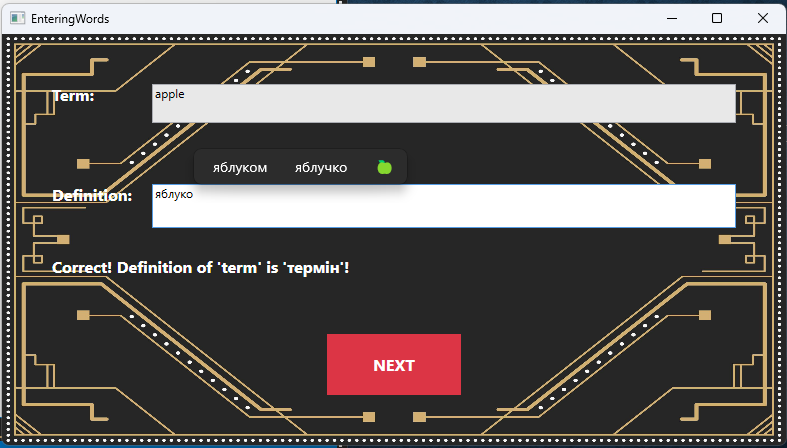 EnteringWords
Term:
apple
яблуком яблучко
Definition:
яблуко
Correct! Definition of 'term' is 'термін'!
NEXT